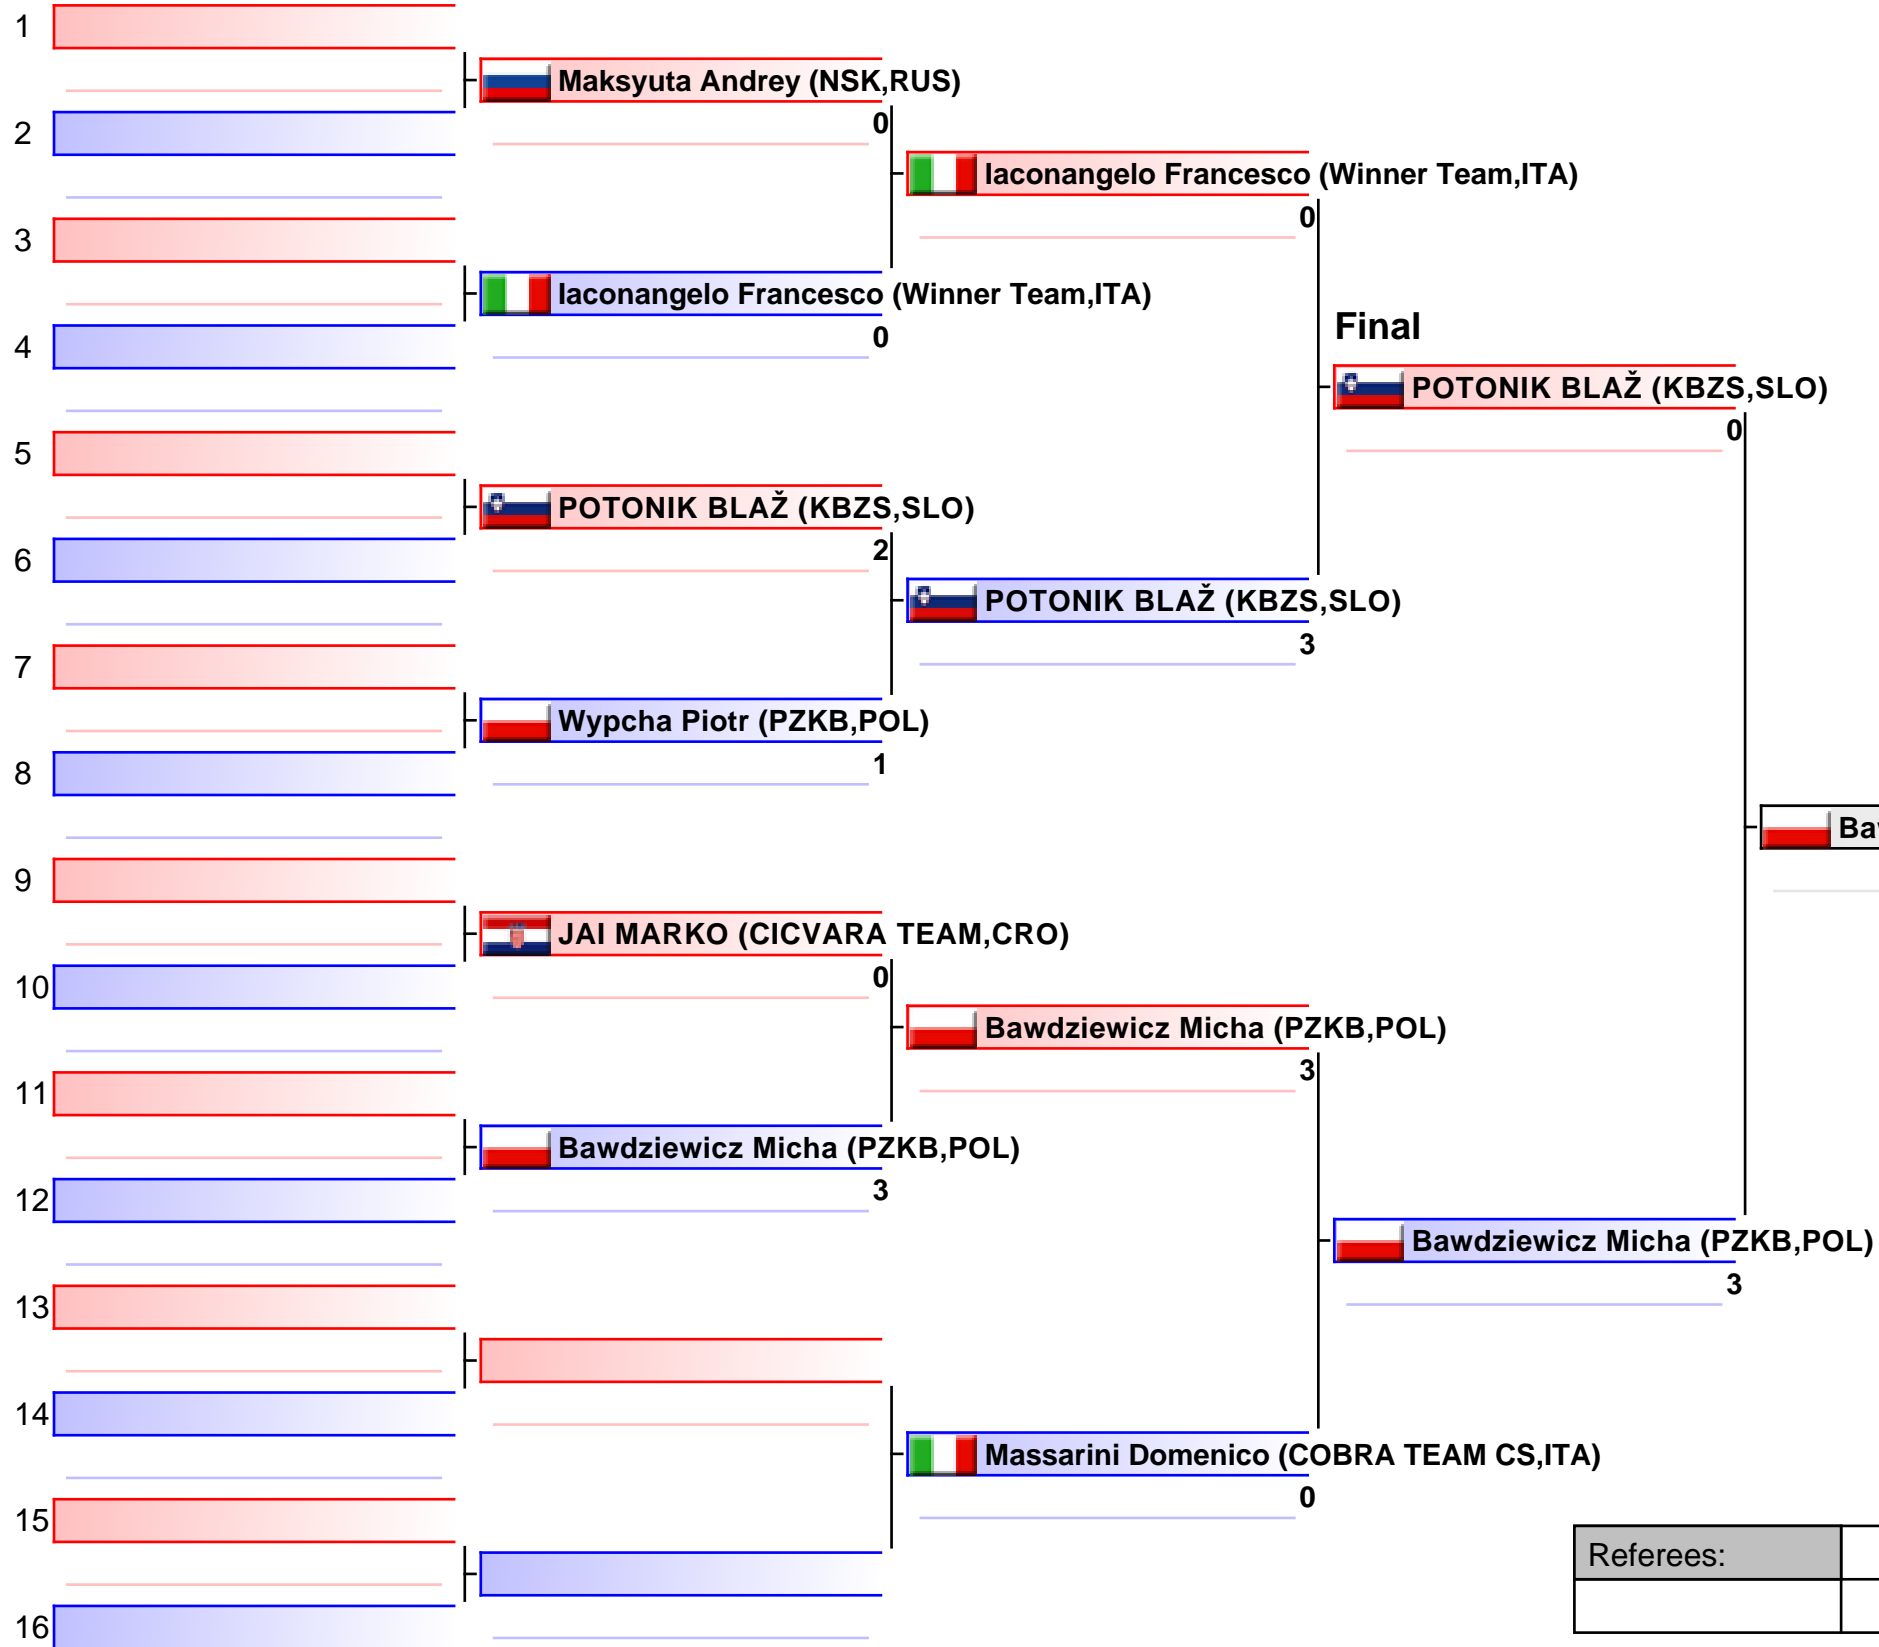 1
Maksyuta Andrey (NSK,RUS)
2
0
Iaconangelo Francesco (Winner Team,ITA)
0
3
Iaconangelo Francesco (Winner Team,ITA)
4
0
Final
POTONIK BLAŽ (KBZS,SLO)
0
5
POTONIK BLAŽ (KBZS,SLO)
6
2
POTONIK BLAŽ (KBZS,SLO)
3
7
Wypcha Piotr (PZKB,POL)
8
1
9
JAI MARKO (CICVARA TEAM,CRO)
10
0
Bawdziewicz Micha (PZKB,POL)
3
11
Bawdziewicz Micha (PZKB,POL)
12
3
Bawdziewicz Micha (PZKB,POL)
3
13
14
Massarini Domenico (COBRA TEAM CS,ITA)
0
15
Referees:
16